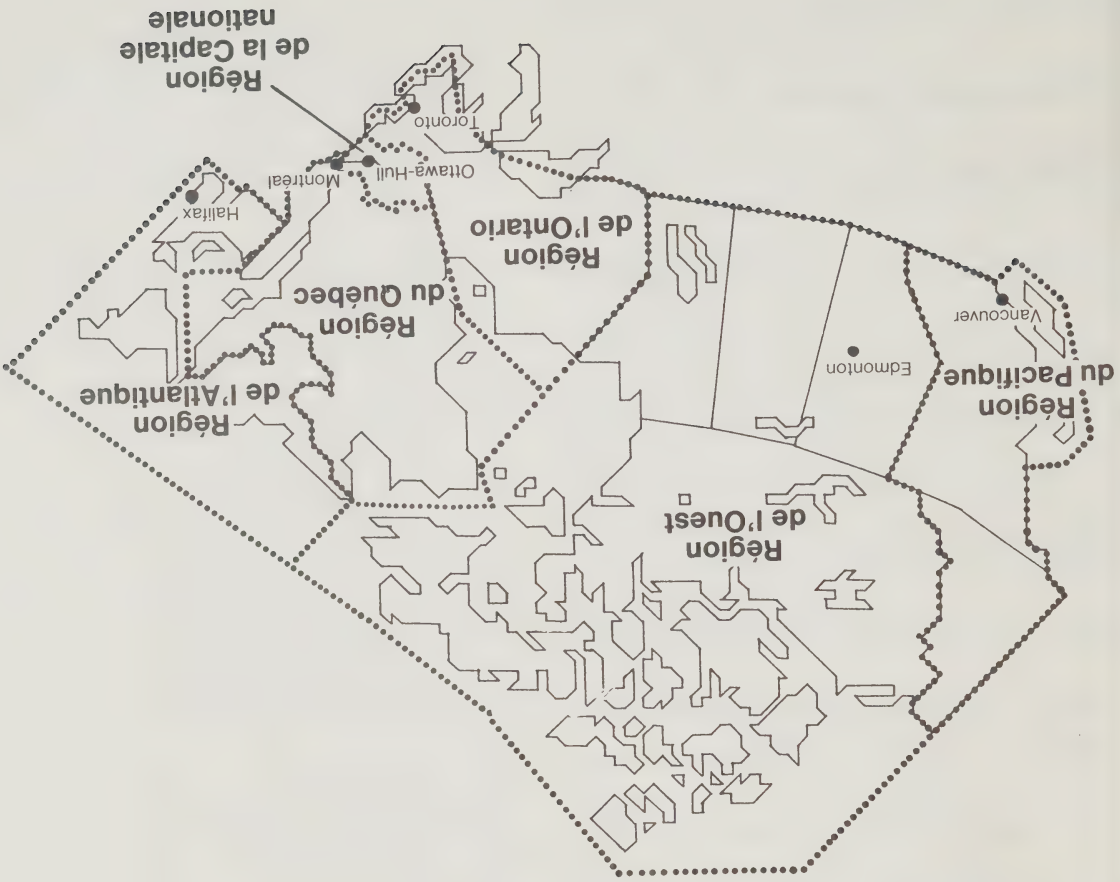 Région
de l'Ouest
Région
du Pacifique
Edmonton
Vancouver
Région
de l'Atlantique
Région
du Québec
Région
de l'Ontario
Halifax
Montréal
Ottawa-Hull
Toronto
Région
de la Capitale
nationale